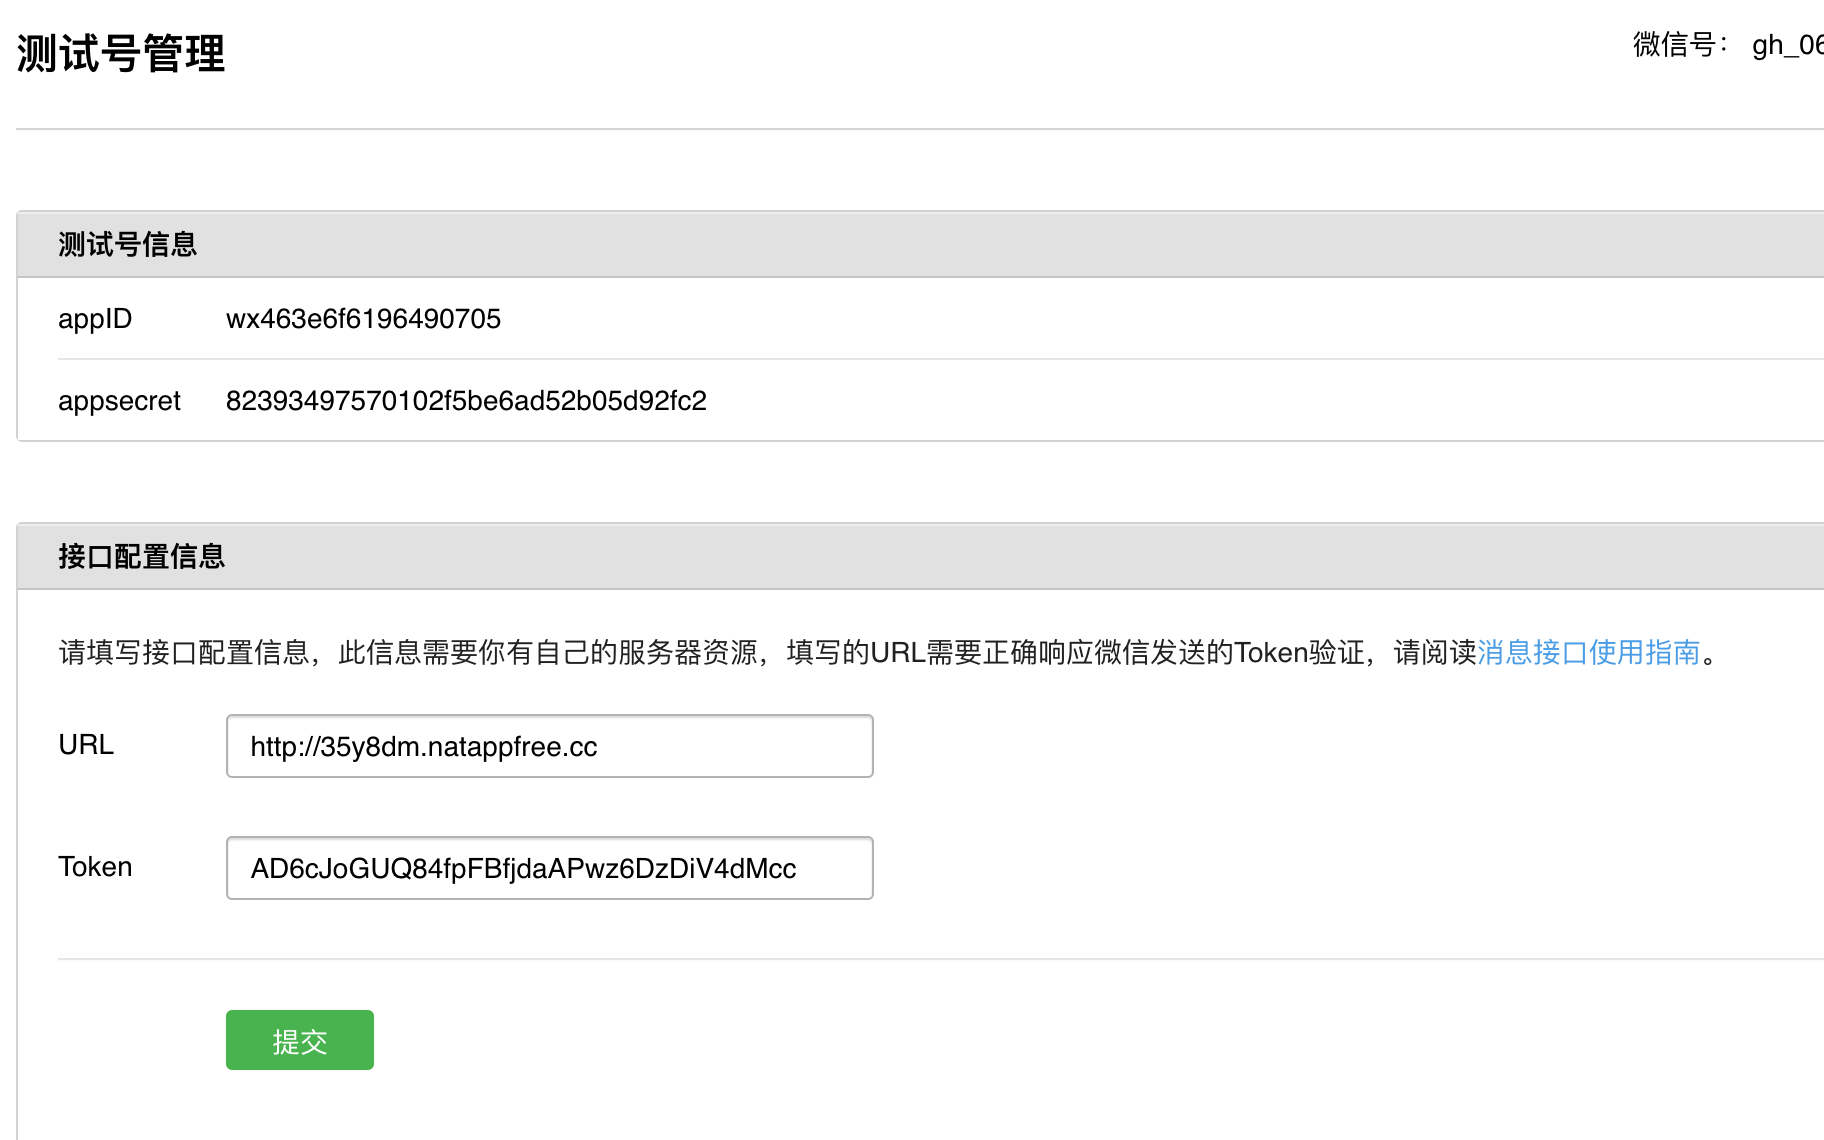 测试号管理
微信号： gh_06
测试号信息
appID wx463e6f6196490705
appsecret 82393497570102f5be6ad52b05d92fc2
接口配置信息
请填写接口配置信息，此信息需要你有自己的服务器资源，填写的URL需要正确响应微信发送的Token验证，请阅读消息接口使用指南。
URL http://35y8dm.natappfree.cc
Token AD6cJoGUQ84fpFBfjdaAPwz6DzDiV4dMcc
提交